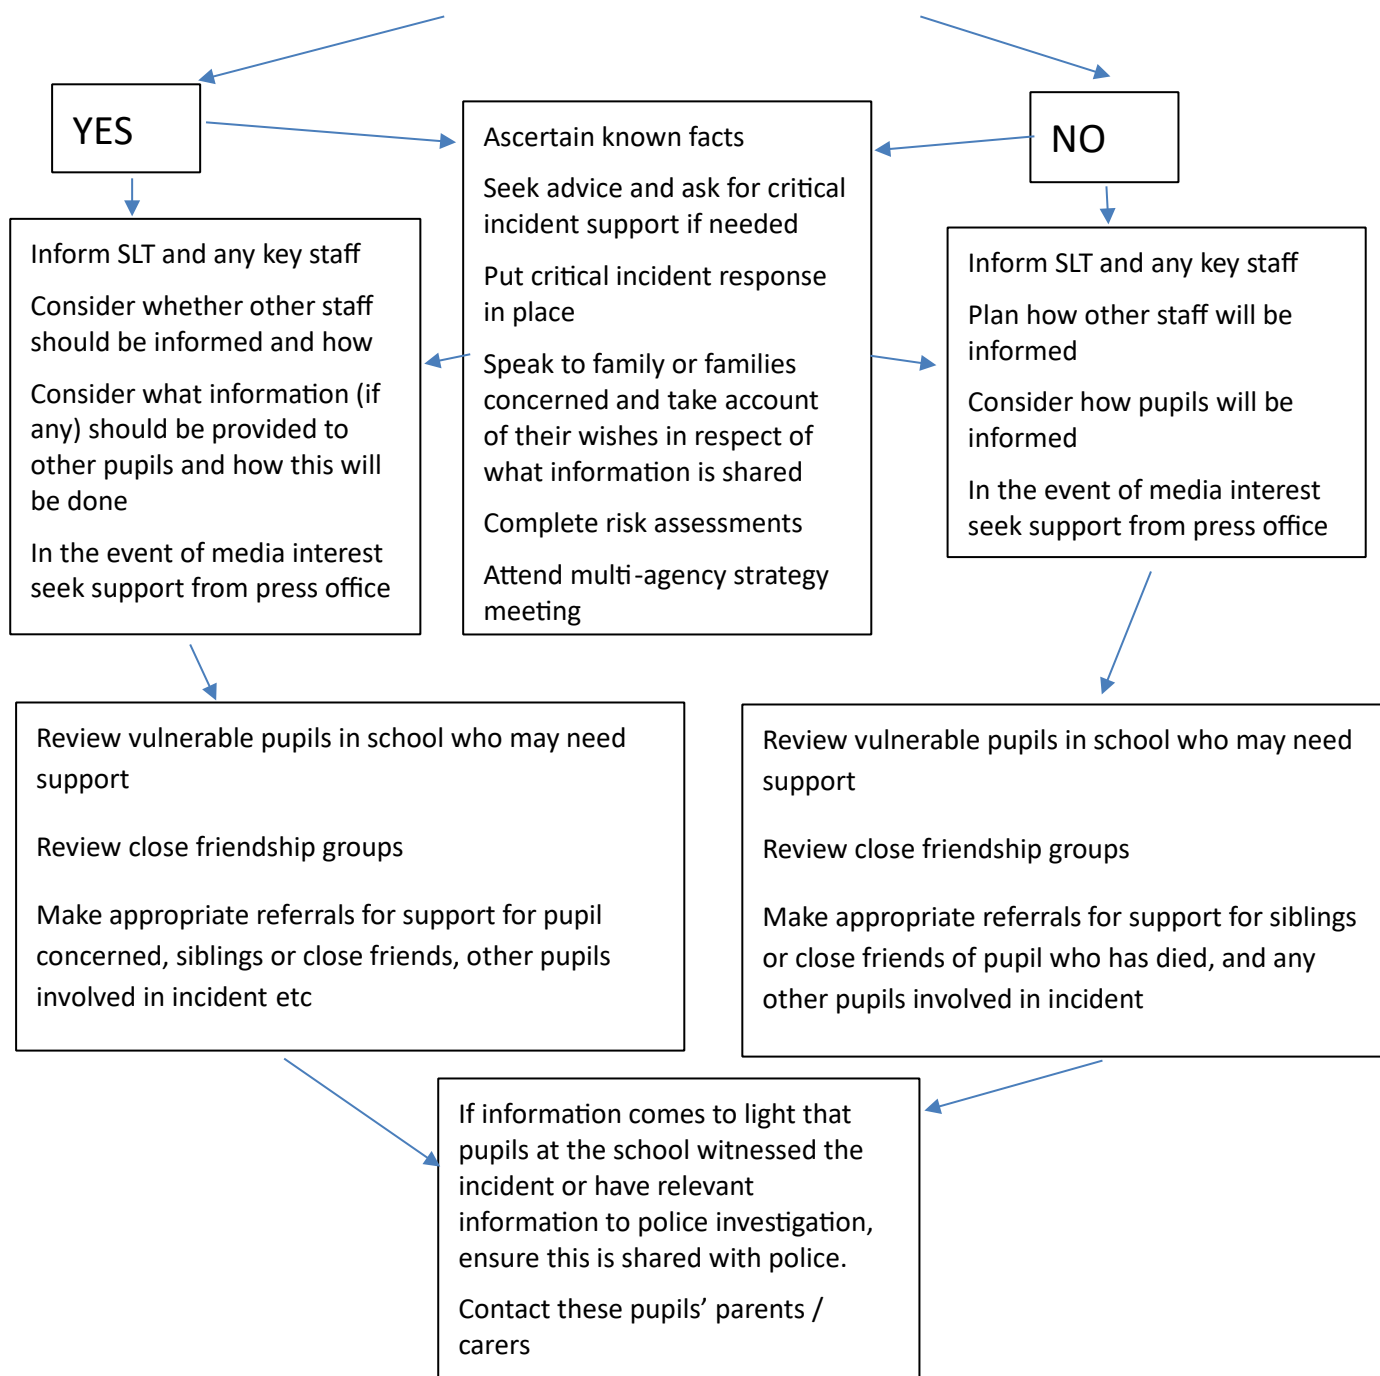 YES
NO
Ascertain known facts
Seek advice and ask for critical
incident support if needed
Put critical incident response
in place
Speak to family or families
concerned and take account
of their wishes in respect of
what information is shared
Complete risk assessments
Attend multi-agency strategy
meeting
Inform SLT and any key staff
Consider whether other staff
should be informed and how
Consider what information (if
any) should be provided to
other pupils and how this will
be done
In the event of media interest
seek support from press office
Inform SLT and any key staff
Plan how other staff will be
informed
Consider how pupils will be
informed
In the event of media interest
seek support from press office
Review vulnerable pupils in school who may need
support
Review close friendship groups
Make appropriate referrals for support for pupil
concerned, siblings or close friends, other pupils
involved in incident etc
Review vulnerable pupils in school who may need
support
Review close friendship groups
Make appropriate referrals for support for siblings
or close friends of pupil who has died, and any
other pupils involved in incident
If information comes to light that
pupils at the school witnessed the
incident or have relevant
information to police investigation,
ensure this is shared with police.
Contact these pupils’ parents /
carers